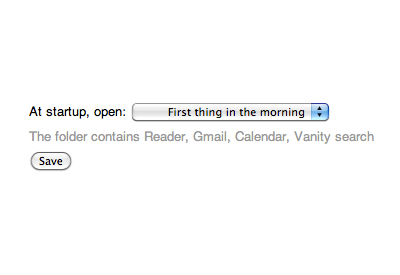 At startup, open: First thing in the morning
The folder contains Reader, Gmail, Calendar, Vanity search
Save